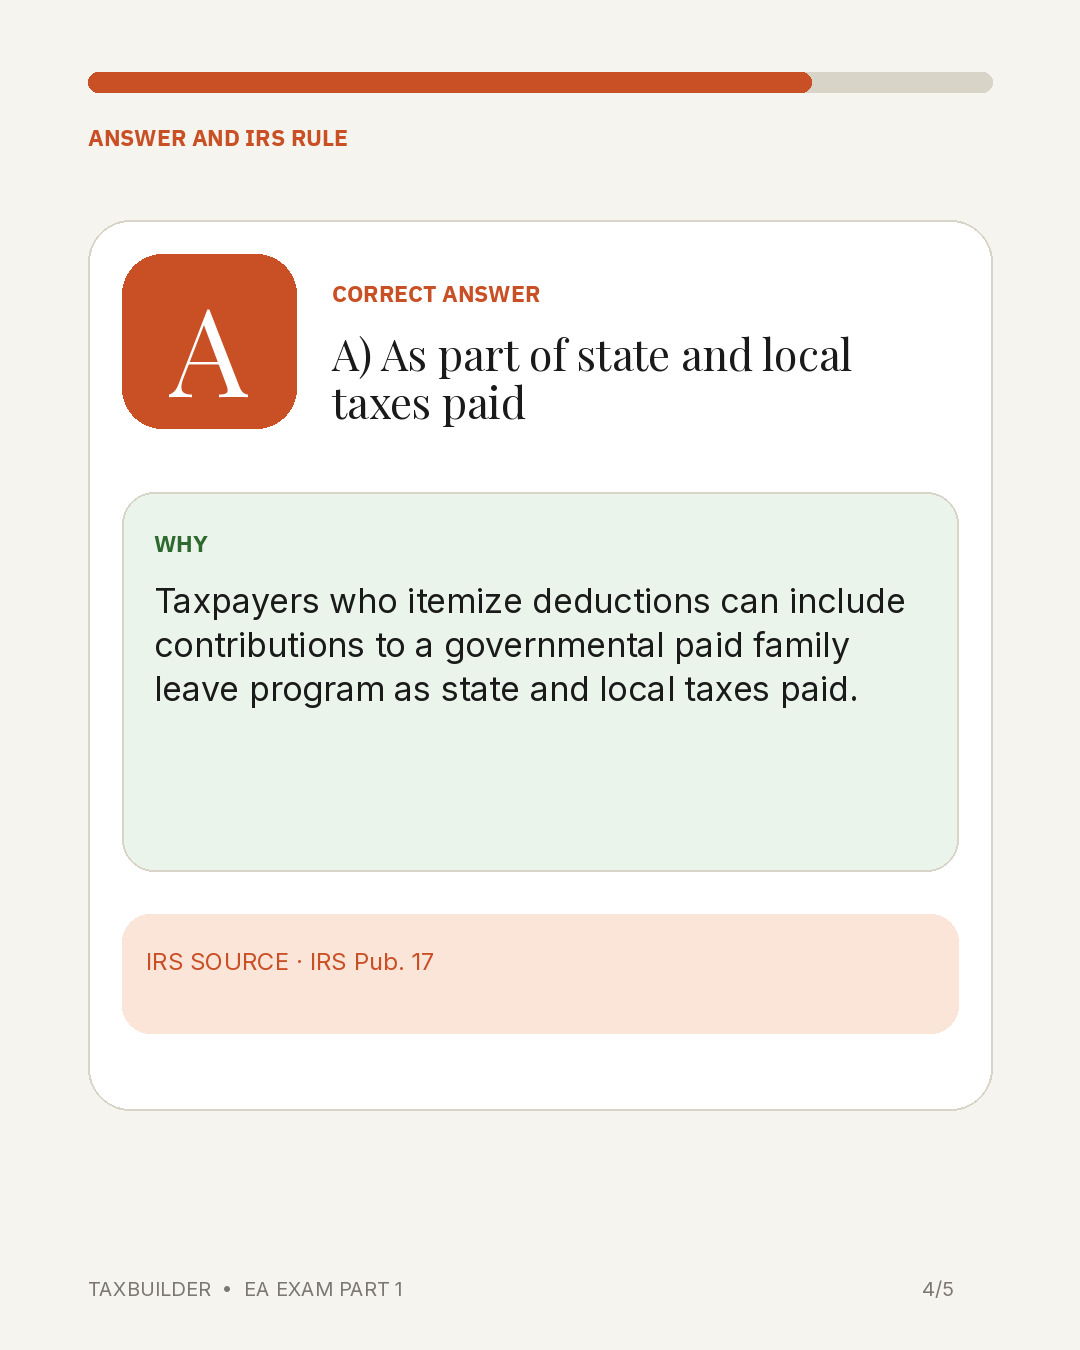 ANSWER AND IRS RULE
A
CORRECT ANSWER
A) As part of state and local
taxes paid
WHY
Taxpayers who itemize deductions can include
contributions to a governmental paid family
leave program as state and local taxes paid.
IRS SOURCE · IRS Pub. 17
TAXBUILDER • EA EXAM PART 1
4/5